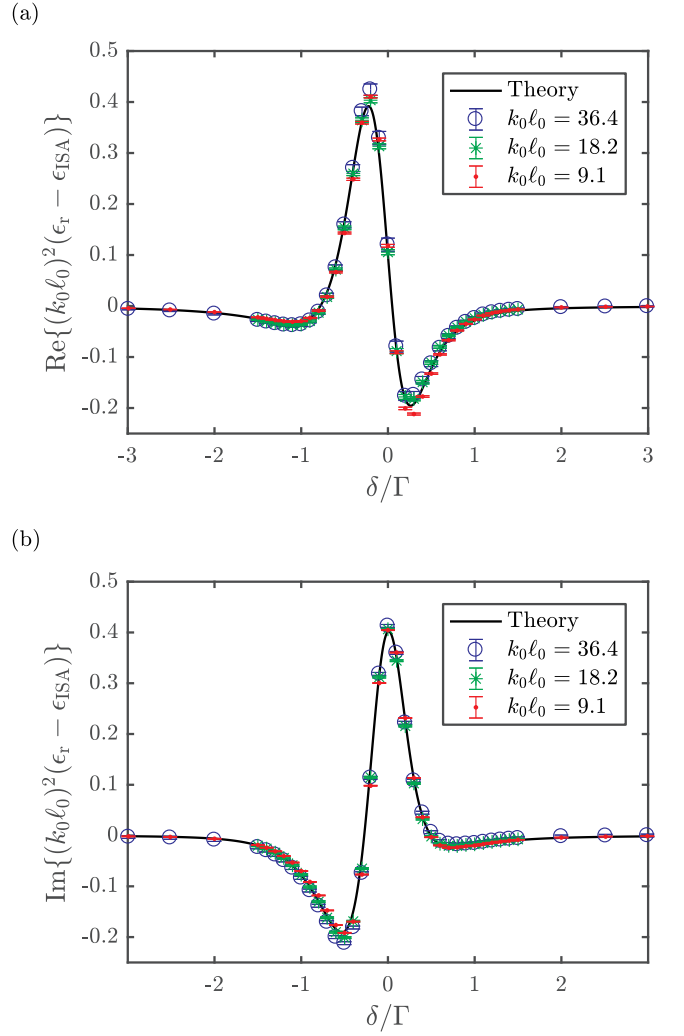 (a)
0.5
0.4
0.3
0.2
0.1
0
-0.1
-0.2
Re{(k₀ℓ₀)²(ϵᵣ − ϵ_ISA)}
Theory
k₀ℓ₀ = 36.4
k₀ℓ₀ = 18.2
k₀ℓ₀ = 9.1
-3 -2 -1 0 1 2 3
δ/Γ
(b)
0.5
0.4
0.3
0.2
0.1
0
-0.1
-0.2
Im{(k₀ℓ₀)²(ϵᵣ − ϵ_ISA)}
Theory
k₀ℓ₀ = 36.4
k₀ℓ₀ = 18.2
k₀ℓ₀ = 9.1
-2 -1 0 1 2
δ/Γ